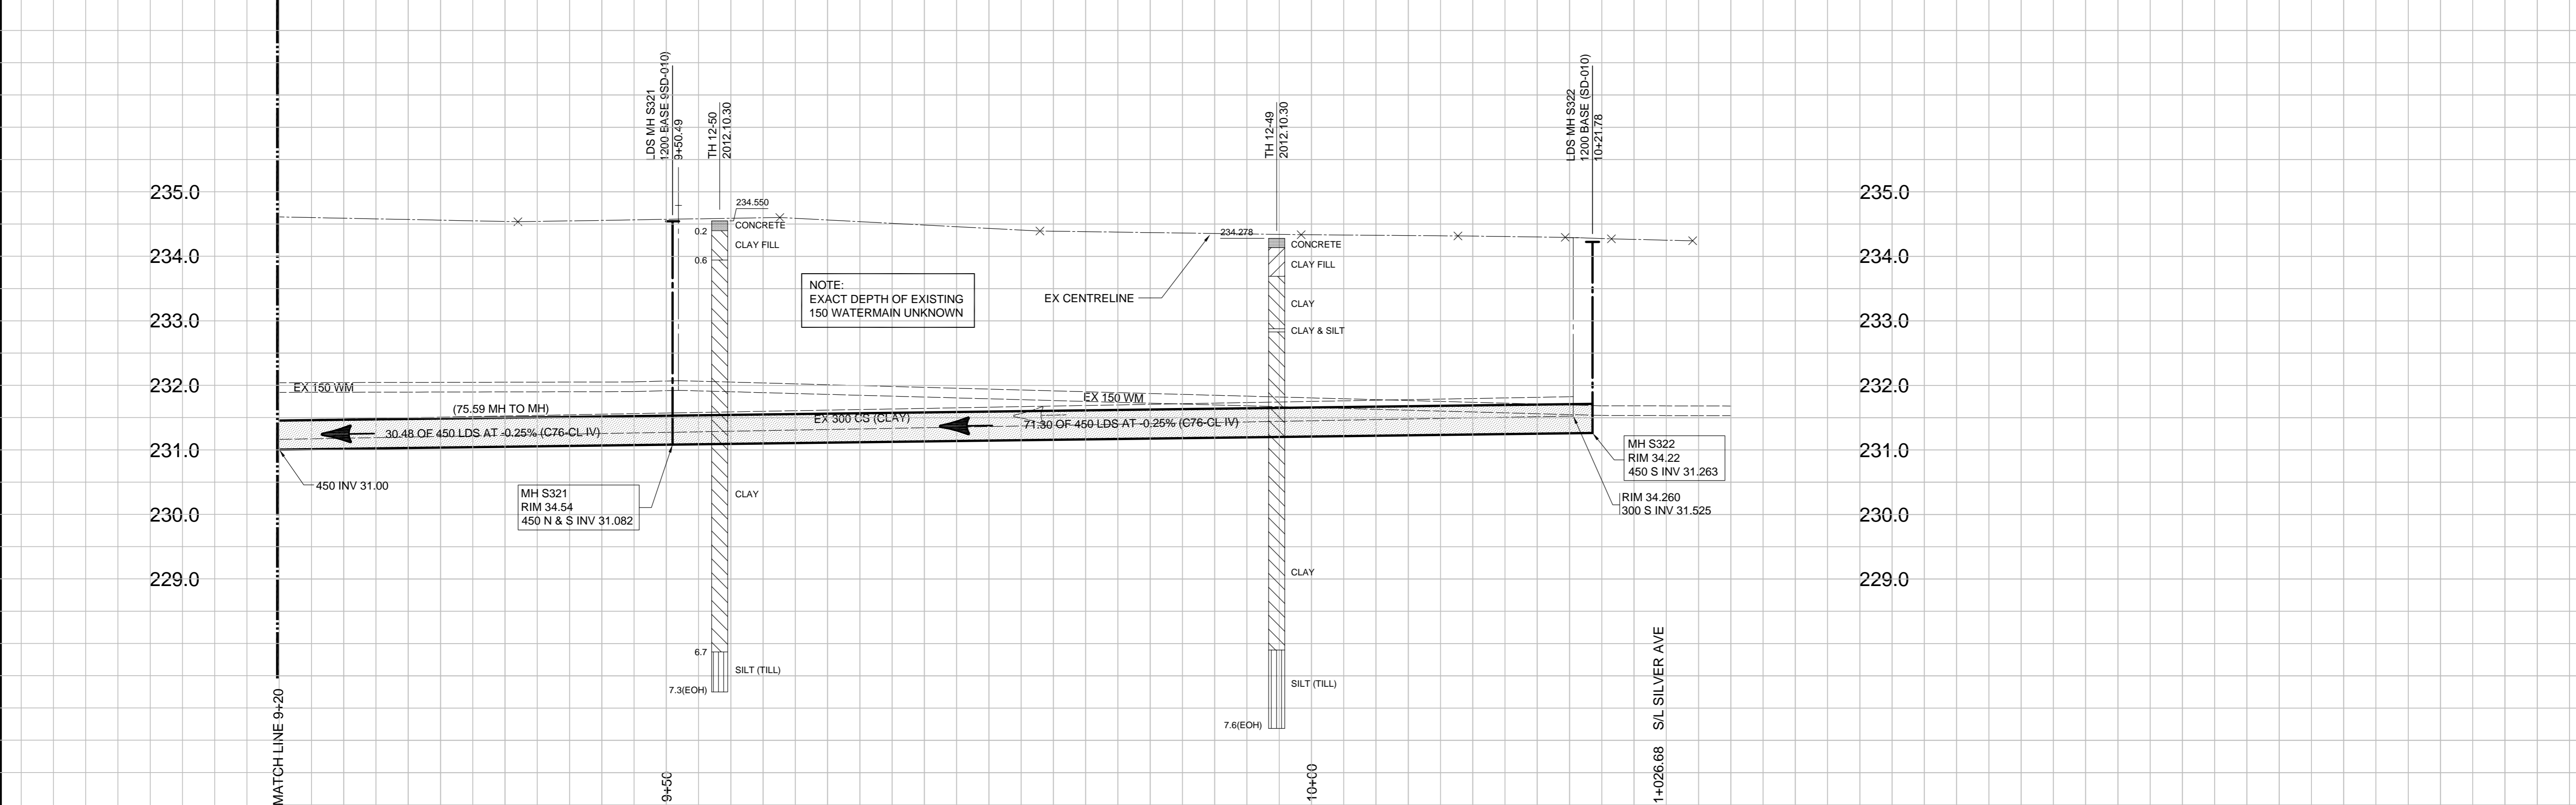 LDS MH S321
1200 BASE 9SD-010)
9+50.49
TH 12-50
2012.10.30
TH 12-49
2012.10.30
LDS MH S322
1200 BASE (SD-010)
10+21.78
235.0
234.0
233.0
232.0
231.0
230.0
229.0
235.0
234.0
233.0
232.0
231.0
230.0
229.0
234.550
CONCRETE
0.2
CLAY FILL
0.6
CLAY
6.7
SILT (TILL)
7.3(EOH)
NOTE:
EXACT DEPTH OF EXISTING
150 WATERMAIN UNKNOWN
EX CENTRELINE
234.278
CONCRETE
CLAY FILL
CLAY
CLAY & SILT
CLAY
SILT (TILL)
7.6(EOH)
EX 150 WM
(75.59 MH TO MH)
30.48 OF 450 LDS AT -0.25% (C76-CL IV)
EX 300 CS (CLAY)
EX 150 WM
71.30 OF 450 LDS AT -0.25% (C76-CL IV)
450 INV 31.00
MH S321
RIM 34.54
450 N & S INV 31.082
MH S322
RIM 34.22
450 S INV 31.263
RIM 34.260
300 S INV 31.525
MATCH LINE 9+20
9+50
10+00
1+026.68 S/L SILVER AVE